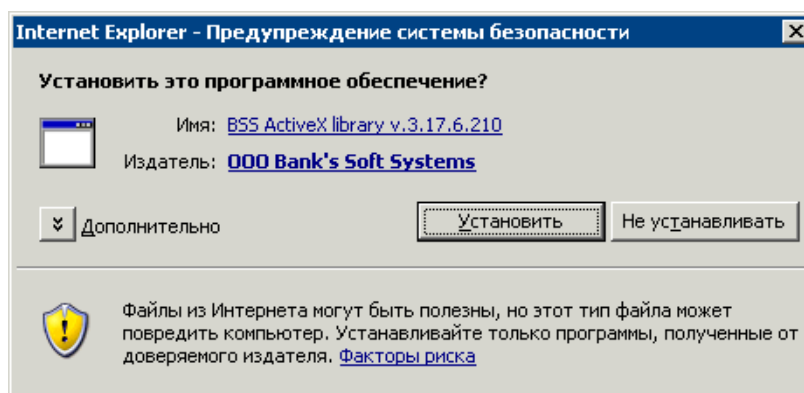 Internet Explorer - Предупреждение системы безопасности
Установить это программное обеспечение?
Имя: BSS ActiveX library v.3.17.6.210
Издатель: OOO Bank's Soft Systems
Дополнительно
Установить
Не устанавливать
Файлы из Интернета могут быть полезны, но этот тип файла может
повредить компьютер. Устанавливайте только программы, полученные от
доверяемого издателя. Факторы риска